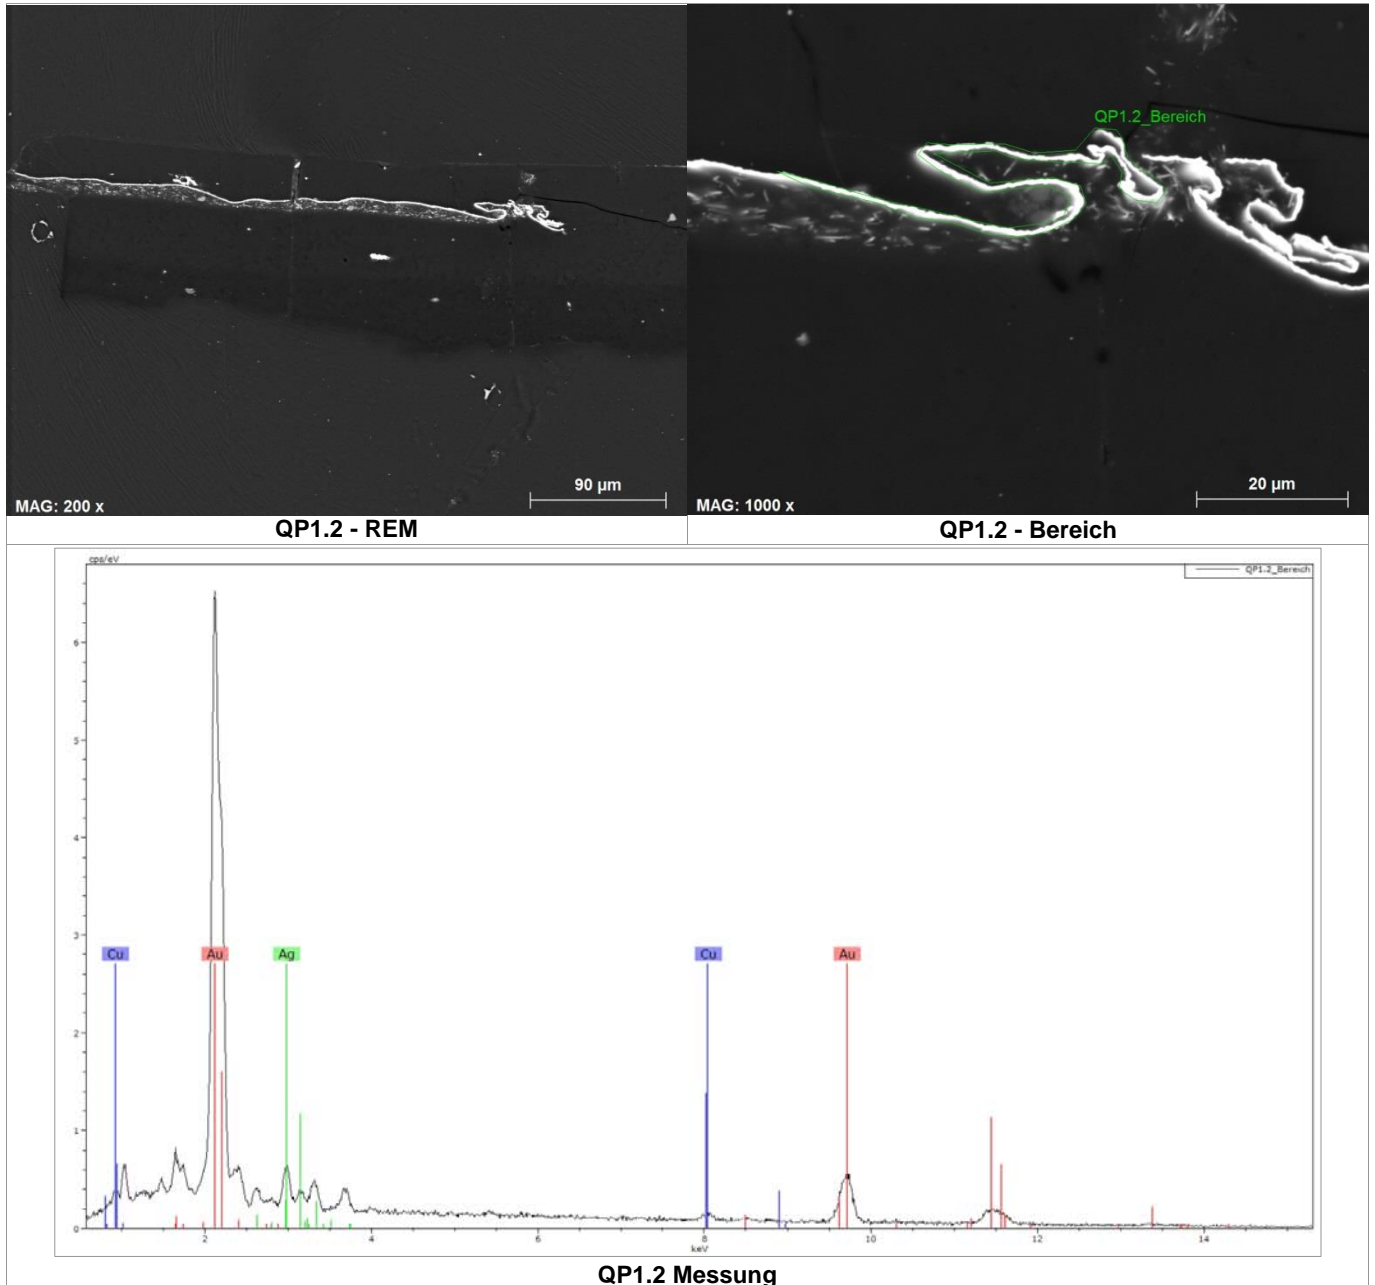 QP1.2_Bereich
90 µm
MAG: 200 x
20 µm
MAG: 1000 x
QP1.2 - REM
QP1.2 - Bereich
cps/eV
QP1.2_Bereich
6
5
4
3
Cu Au Ag Cu Au
2
1
0
2 4 6 8 10 12 14
keV
QP1.2 Messung